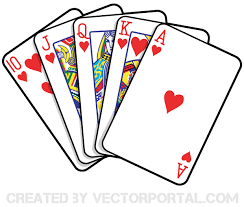 10 J Q K A
A
CREATED BY VECTORPORTAL.COM